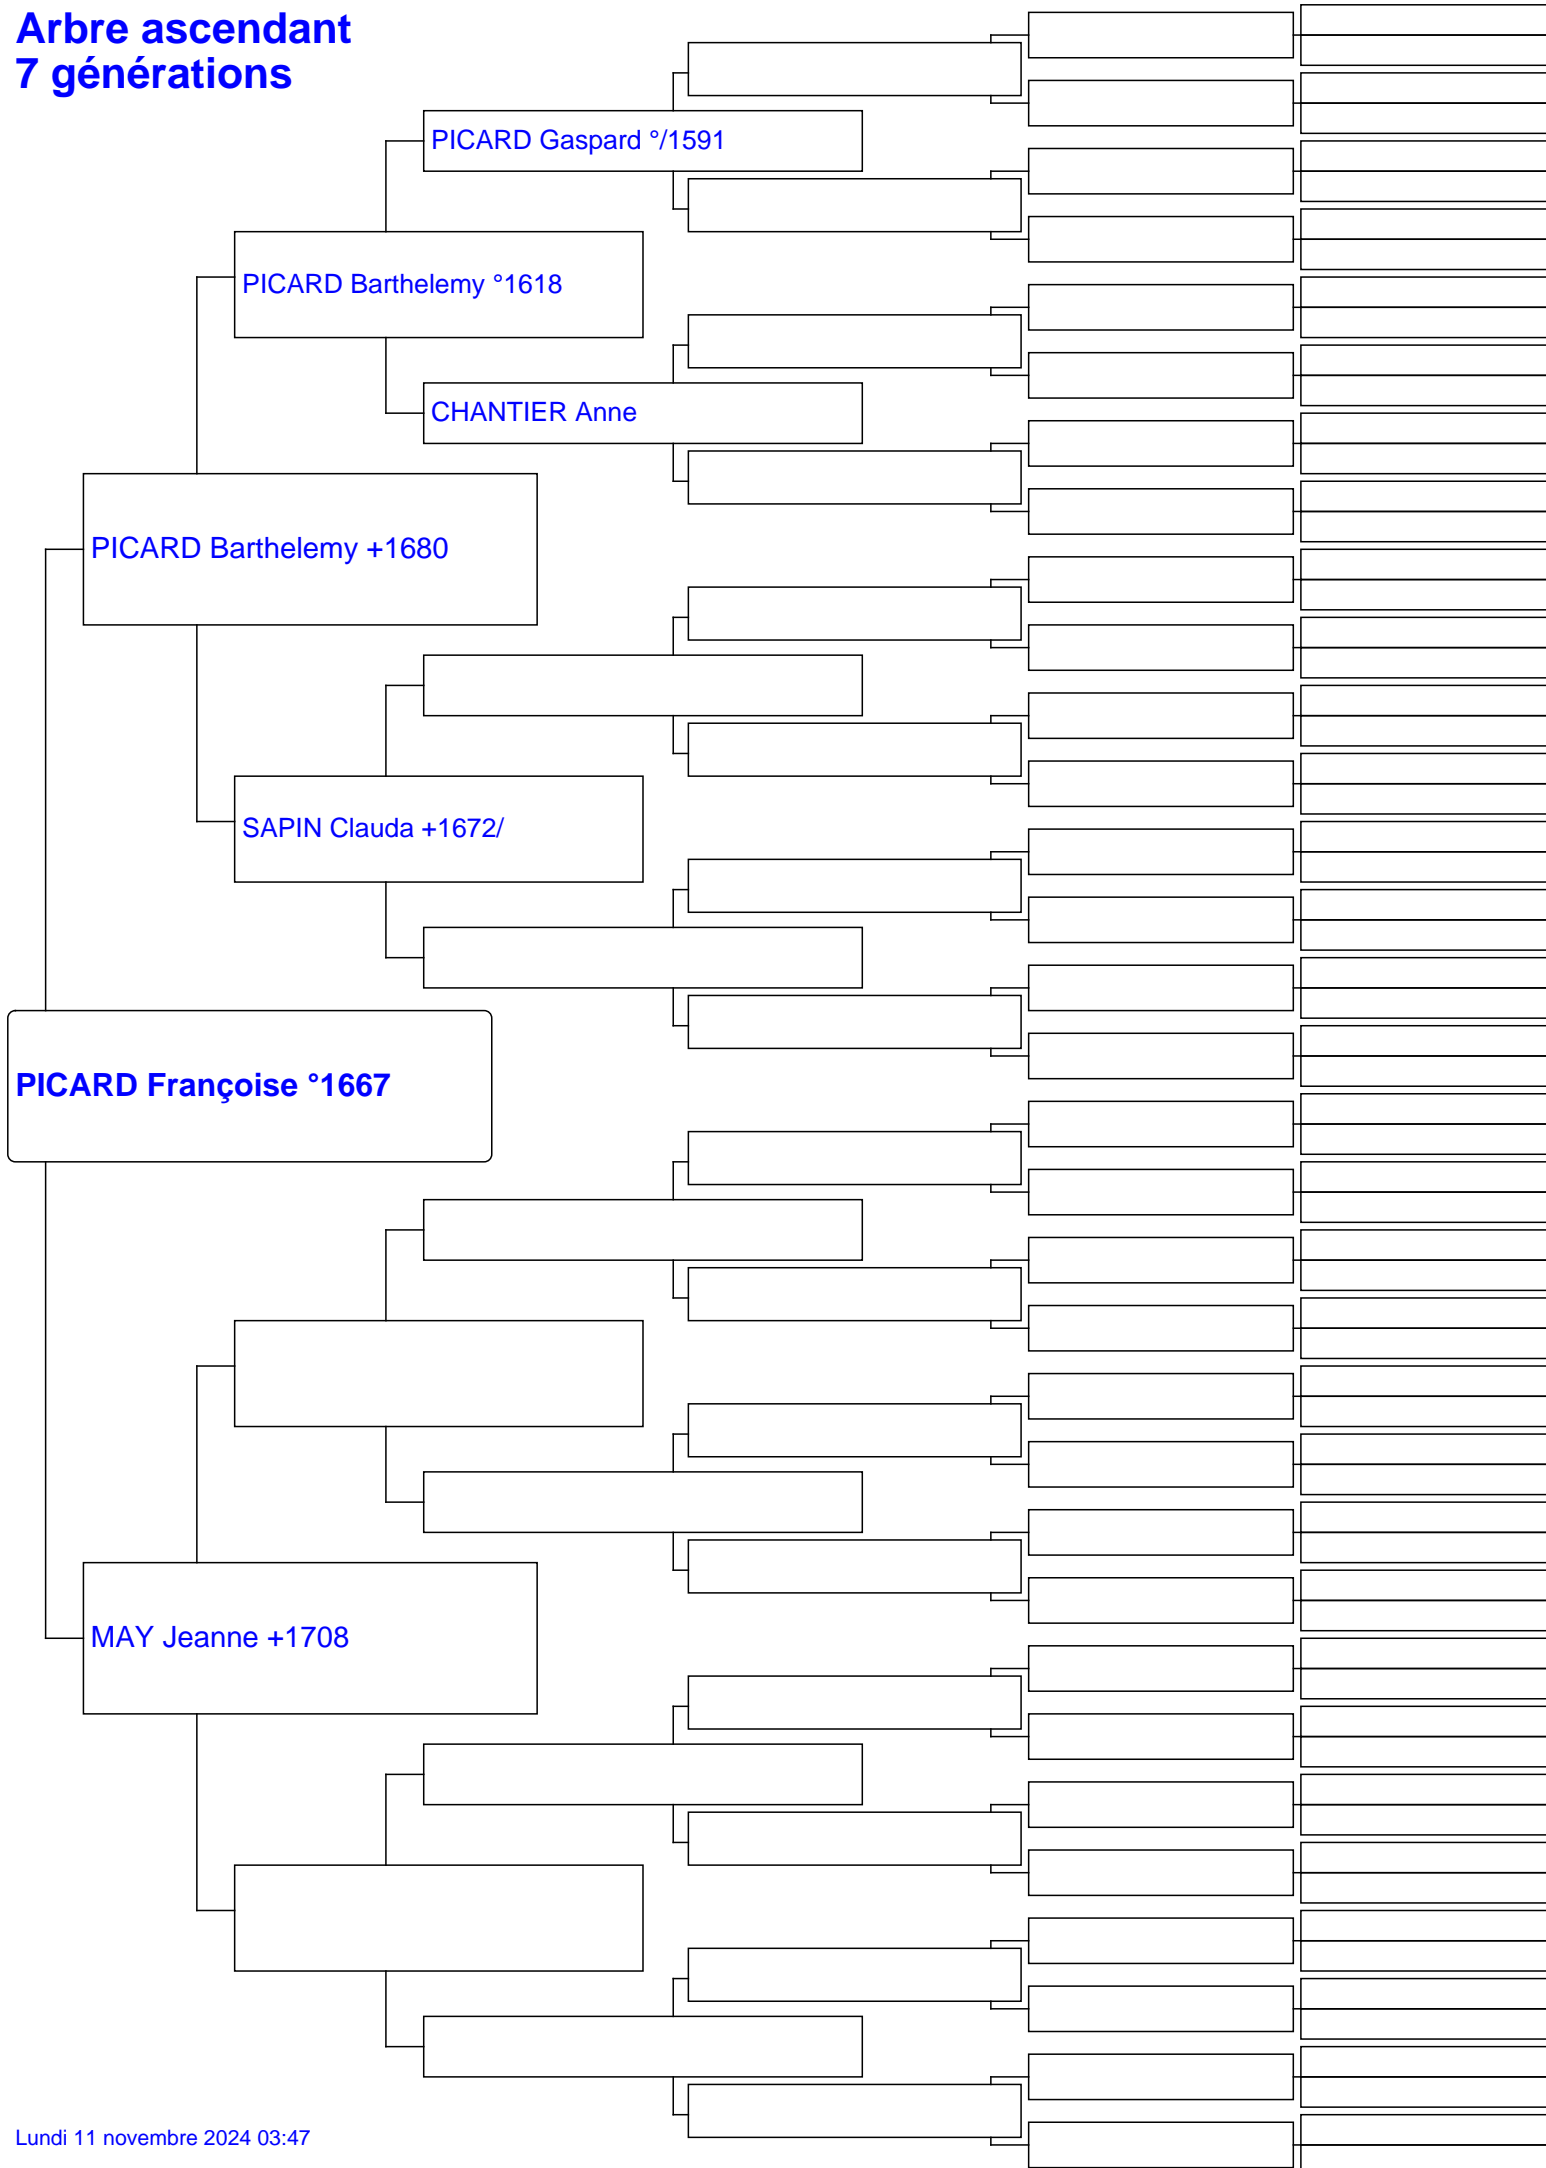 Arbre ascendant
7 générations
PICARD Gaspard °/1591
PICARD Barthelemy °1618
CHANTIER Anne
PICARD Barthelemy +1680
SAPIN Clauda +1672/
PICARD Françoise °1667
MAY Jeanne +1708
Lundi 11 novembre 2024 03:47